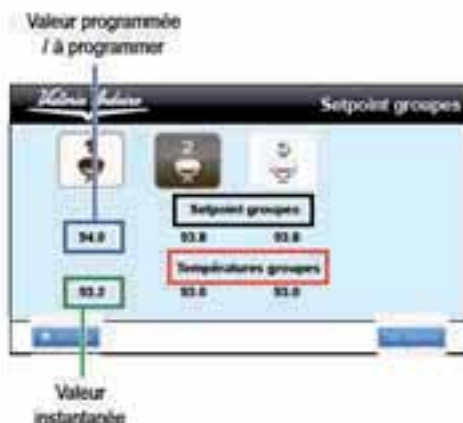 Valeur programmée
/ à programmer
Setpoint groupes
1 2 3
Setpoint groupes
94.0 93.8 93.8
Températures groupes
93.2 93.0 93.0
Valeur
instantanée